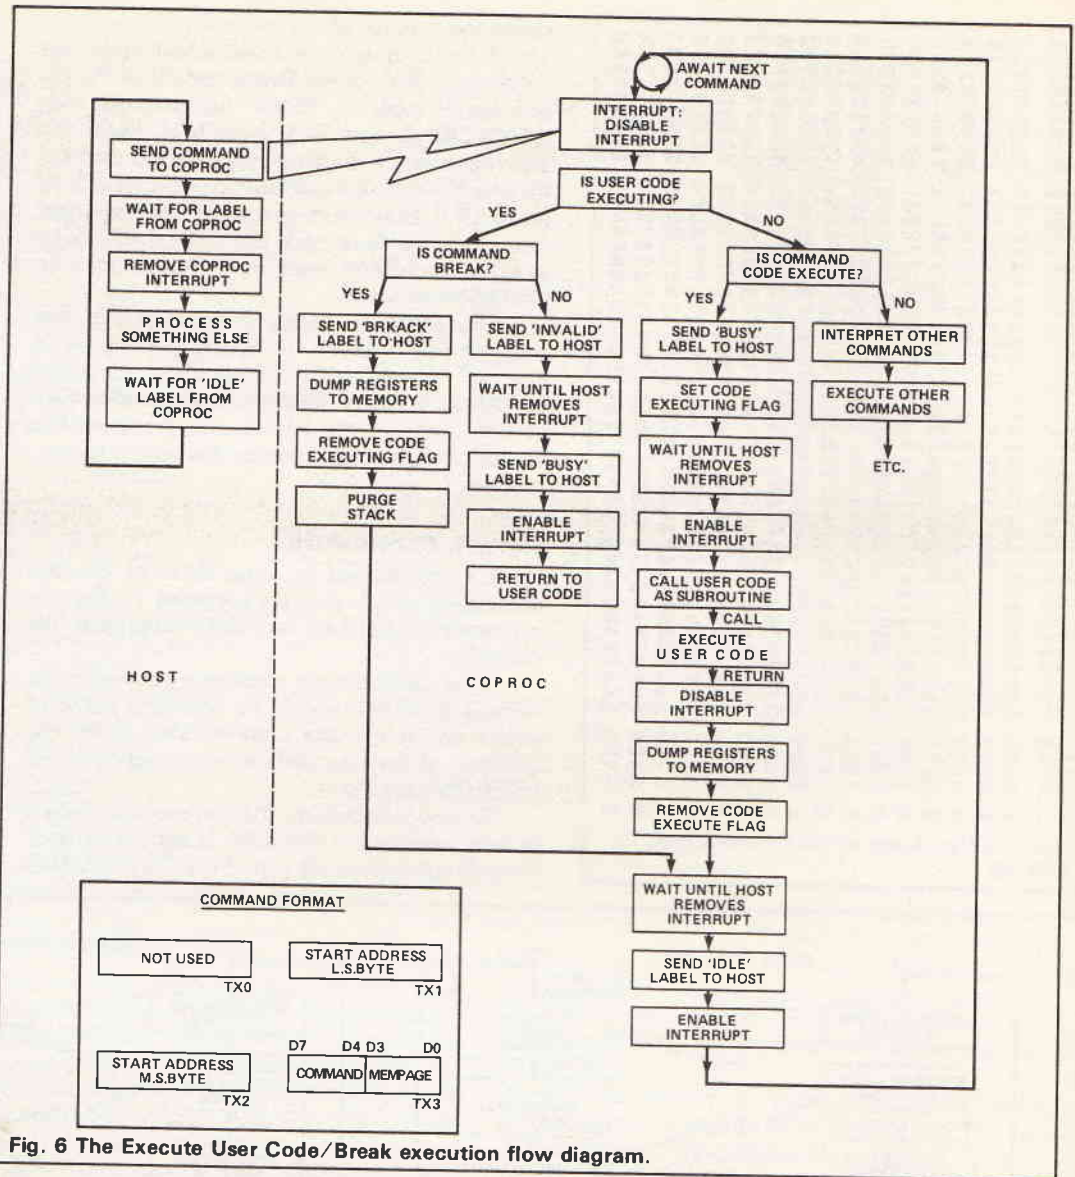 AWAIT NEXT
COMMAND
INTERRUPT:
DISABLE
INTERRUPT
SEND COMMAND
TO COPROC
WAIT FOR LABEL
FROM COPROC
REMOVE COPROC
INTERRUPT
PROCESS
SOMETHING ELSE
WAIT FOR 'IDLE'
LABEL FROM
COPROC
HOST
IS USER CODE
EXECUTING?
YES
NO
IS COMMAND
BREAK?
YES
NO
SEND 'BRKACK'
LABEL TO HOST
DUMP REGISTERS
TO MEMORY
REMOVE CODE
EXECUTING FLAG
PURGE
STACK
SEND 'INVALID'
LABEL TO HOST
WAIT UNTIL HOST
REMOVES
INTERRUPT
SEND 'BUSY'
LABEL TO HOST
ENABLE
INTERRUPT
RETURN TO
USER CODE
COPROC
IS COMMAND
CODE EXECUTE?
YES
NO
SEND 'BUSY'
LABEL TO HOST
SET CODE
EXECUTING FLAG
WAIT UNTIL HOST
REMOVES
INTERRUPT
ENABLE
INTERRUPT
CALL USER CODE
AS SUBROUTINE
CALL
EXECUTE
USER CODE
RETURN
DISABLE
INTERRUPT
DUMP REGISTERS
TO MEMORY
REMOVE CODE
EXECUTE FLAG
INTERPRET OTHER
COMMANDS
EXECUTE OTHER
COMMANDS
ETC.
WAIT UNTIL HOST
REMOVES
INTERRUPT
SEND 'IDLE'
LABEL TO HOST
ENABLE
INTERRUPT
COMMAND FORMAT
NOT USED
TX0
START ADDRESS
L.S.BYTE
TX1
START ADDRESS
M.S.BYTE
TX2
D7 D4 D3 D0
COMMAND MEMPAGE
TX3
Fig. 6 The Execute User Code/Break execution flow diagram.